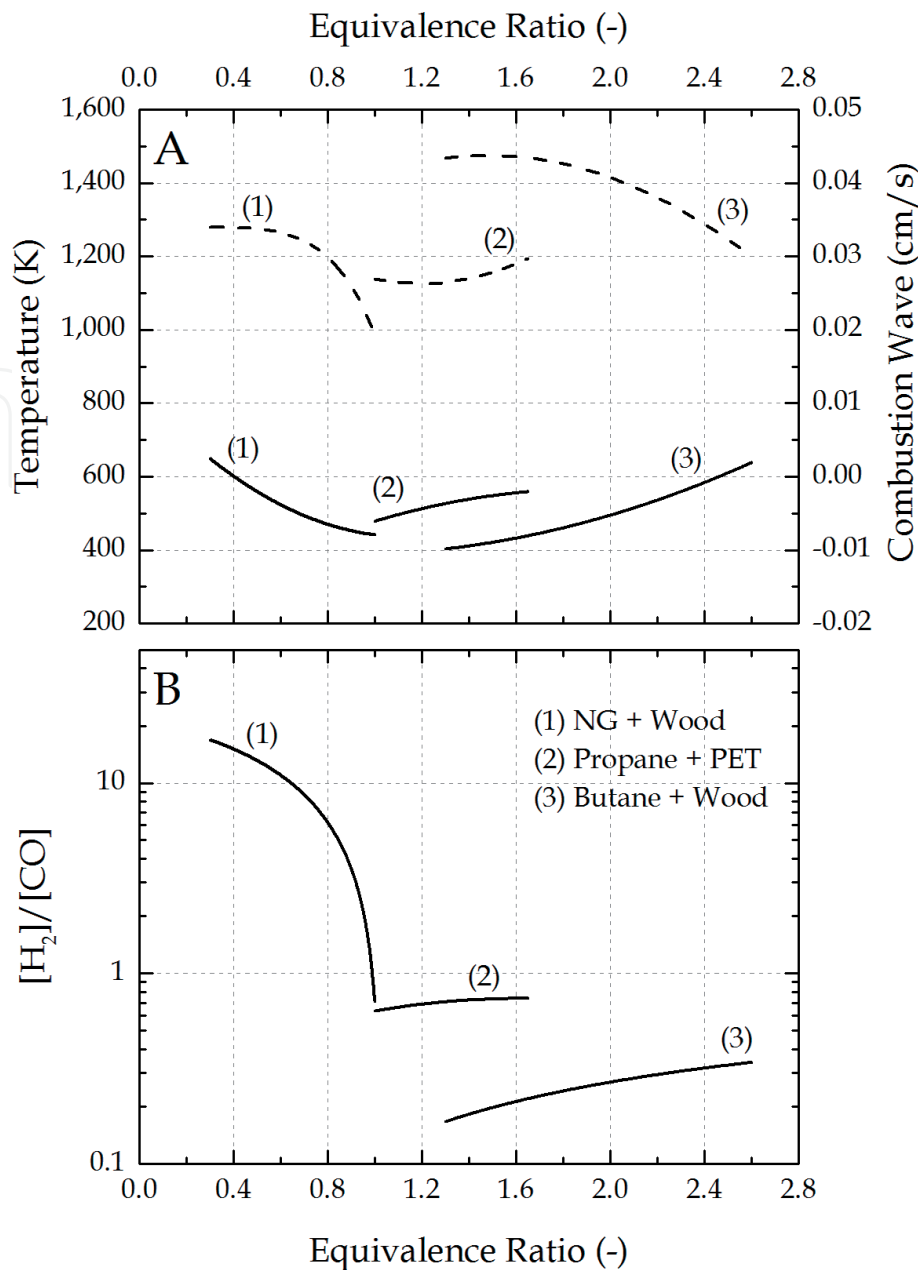 Equivalence Ratio (-)
0.0 0.4 0.8 1.2 1.6 2.0 2.4 2.8
1,600 0.05
A
1,400 0.04
(1) (2) (3)
1,200 0.03
1,000 0.02
800 0.01
(1) (2) (3)
600 0.00
400 -0.01
200 -0.02
Temperature (K)
Combustion Wave (cm/s)
B
(1)
(1) NG + Wood
(2) Propane + PET
(3) Butane + Wood
10
1
(2)
(3)
0.1
[H₂]/[CO]
0.0 0.4 0.8 1.2 1.6 2.0 2.4 2.8
Equivalence Ratio (-)